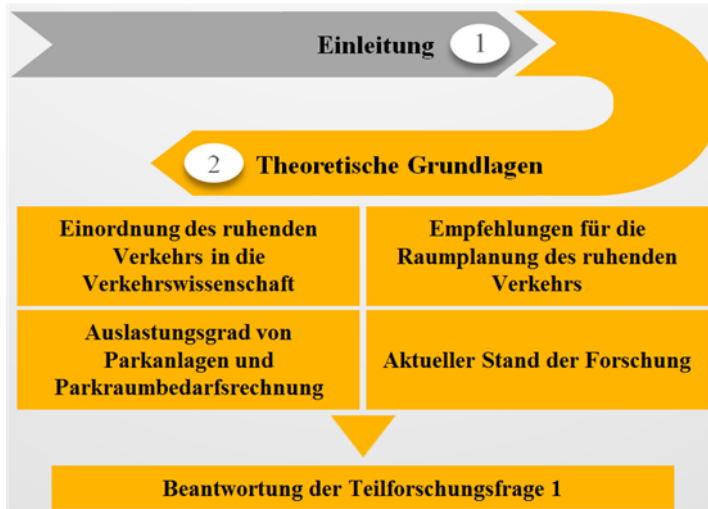 Einleitung 1
2 Theoretische Grundlagen
Einordnung des ruhenden
Verkehrs in die
Verkehrswissenschaft
Empfehlungen für die
Raumplanung des ruhenden
Verkehrs
Auslastungsgrad von
Parkanlagen und
Parkraumbedarfsrechnung
Aktueller Stand der Forschung
Beantwortung der Teilforschungsfrage 1